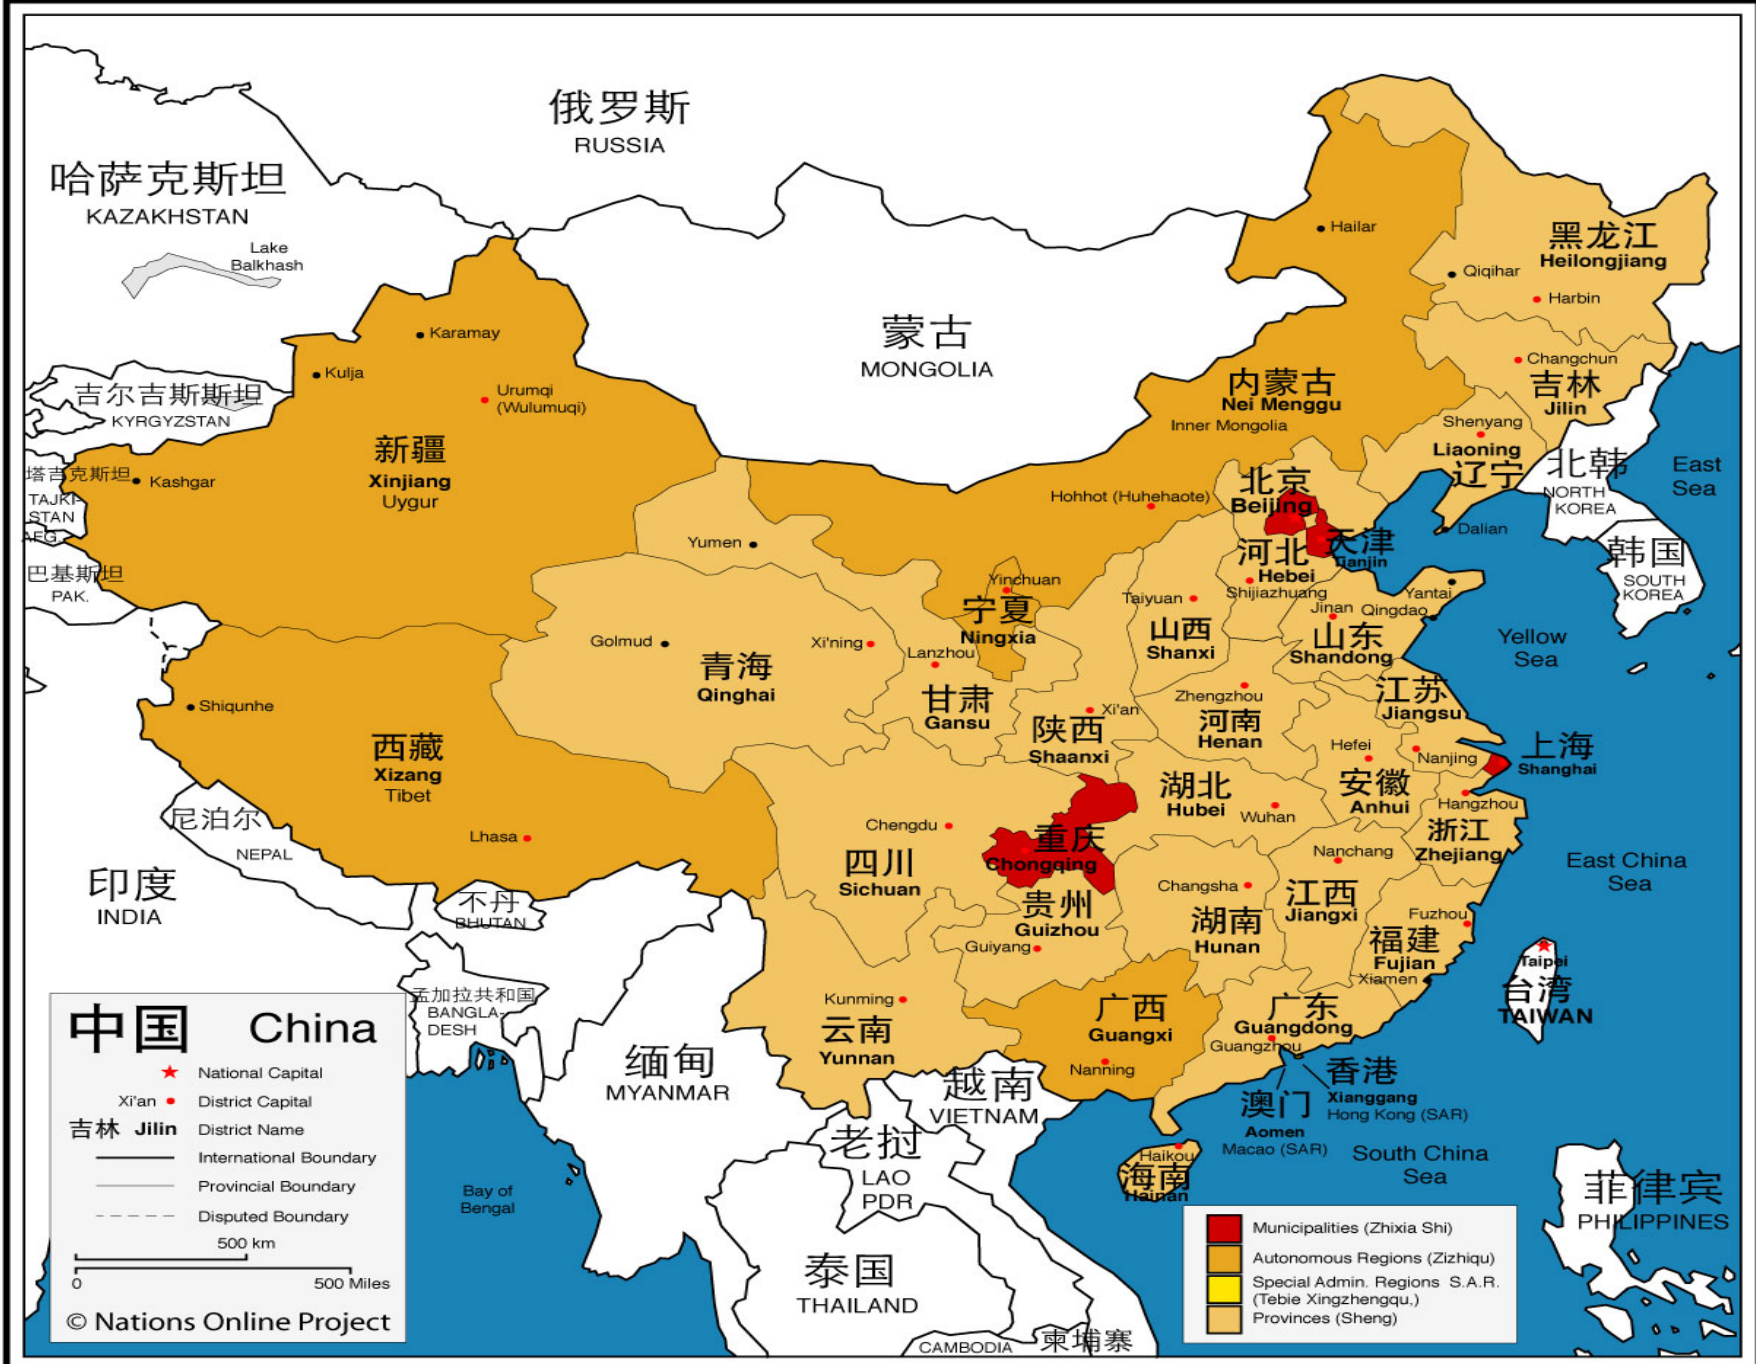 俄罗斯
RUSSIA
哈萨克斯坦
KAZAKHSTAN
Lake
Balkhash
Hailar
黑龙江
Heilongjiang
Qiqihar
Harbin
Karamay
蒙古
MONGOLIA
Kulja
Changchun
吉林
Jilin
吉尔吉斯斯坦
KYRGYZSTAN
Urumqi
(Wulumuqi)
内蒙古
Nei Menggu
Inner Mongolia
Shenyang
Liaoning
辽宁
新疆
Xinjiang
Uygur
塔吉克斯坦
TAJKI-
STAN
AFG.
Kashgar
北京
Beijing
北韩
NORTH
KOREA
East
Sea
Hohhot (Huhehaote)
Dalian
天津
Tianjin
韩国
SOUTH
KOREA
Yumen
河北
Hebei
Shijiazhuang
巴基斯坦
PAK.
Yinchuan
宁夏
Ningxia
Taiyuan
山西
Shanxi
Jinan
Qingdao
Yantai
山东
Shandong
Yellow
Sea
Golmud
Xi'ning
Lanzhou
青海
Qinghai
甘肃
Gansu
Shiqunhe
Xi'an
陕西
Shaanxi
Zhengzhou
河南
Henan
江苏
Jiangsu
西藏
Xizang
Tibet
Hefei
Nanjing
上海
Shanghai
安徽
Anhui
湖北
Hubei
Wuhan
Hangzhou
浙江
Zhejiang
尼泊尔
NEPAL
Lhasa
Chengdu
四川
Sichuan
重庆
Chongqing
Nanchang
East China
Sea
印度
INDIA
不丹
BHUTAN
贵州
Guizhou
Guiyang
Changsha
湖南
Hunan
江西
Jiangxi
Fuzhou
福建
Fujian
Xiamen
Taipei
台湾
TAIWAN
孟加拉共和国
BANGLA-
DESH
Kunming
云南
Yunnan
广西
Guangxi
Nanning
广东
Guangdong
Guangzhou
缅甸
MYANMAR
越南
VIETNAM
香港
Xianggang
Hong Kong (SAR)
澳门
Aomen
Macao (SAR)
老挝
LAO
PDR
Haikou
海南
Hainan
South China
Sea
菲律宾
PHILIPPINES
Bay of
Bengal
泰国
THAILAND
CAMBODIA
柬埔寨
中国 China
National Capital
Xi'an District Capital
吉林 Jilin District Name
International Boundary
Provincial Boundary
Disputed Boundary
500 km
0 500 Miles
© Nations Online Project
Municipalities (Zhixia Shi)
Autonomous Regions (Zizhiqu)
Special Admin. Regions S.A.R.
(Tebie Xingzhengqu,)
Provinces (Sheng)